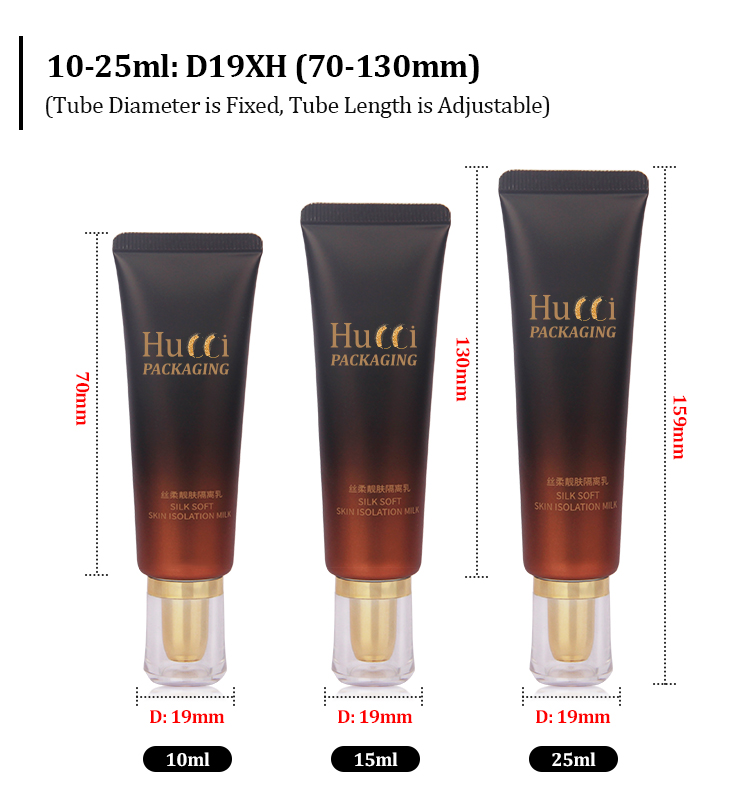 10-25ml: D19XH (70-130mm)
(Tube Diameter is Fixed, Tube Length is Adjustable)
70mm
Hucci
PACKAGING
丝柔靓肤隔离乳
SILK SOFT
SKIN ISOLATION MILK
Hucci
PACKAGING
丝柔靓肤隔离乳
SILK SOFT
SKIN ISOLATION MILK
130mm
Hucci
PACKAGING
丝柔靓肤隔离乳
SILK SOFT
SKIN ISOLATION MILK
159mm
D: 19mm
D: 19mm
D: 19mm
10ml
15ml
25ml